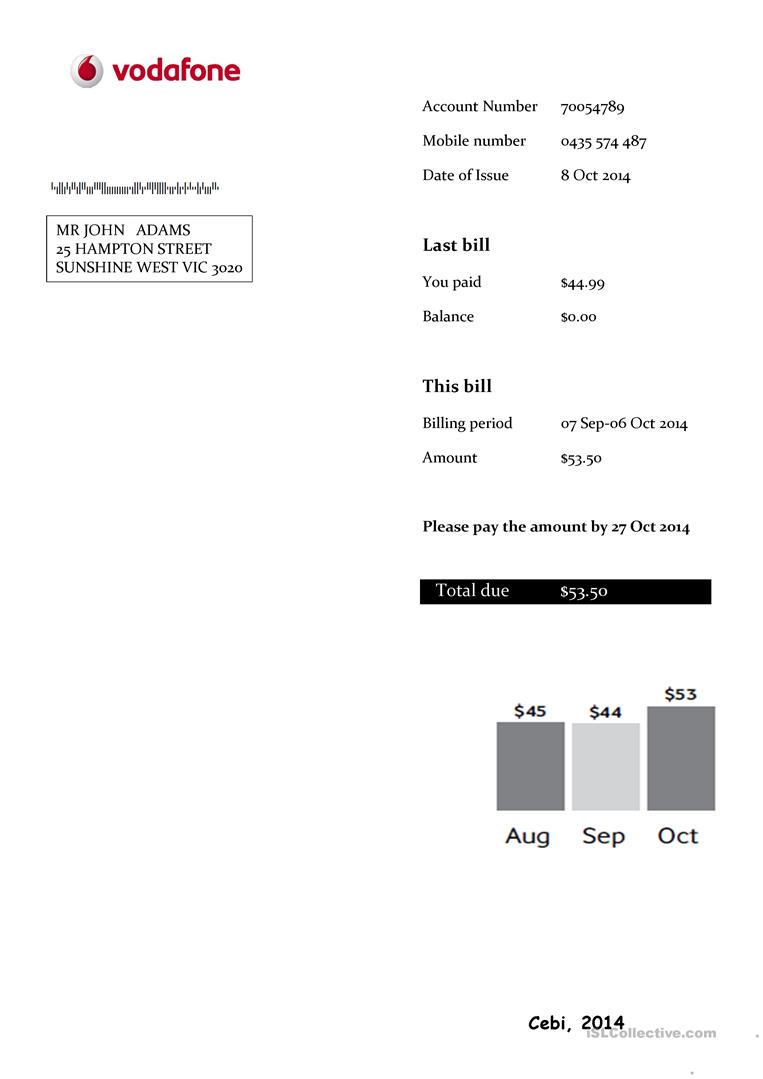 vodafone
Account Number 70054789
Mobile number 0435 574 487
Date of Issue 8 Oct 2014
MR JOHN ADAMS
25 HAMPTON STREET
SUNSHINE WEST VIC 3020
Last bill
You paid $44.99
Balance $0.00
This bill
Billing period 07 Sep-06 Oct 2014
Amount $53.50
Please pay the amount by 27 Oct 2014
Total due $53.50
$45 $44 $53
Aug Sep Oct
Cebi, 2014
iSLCollective.com